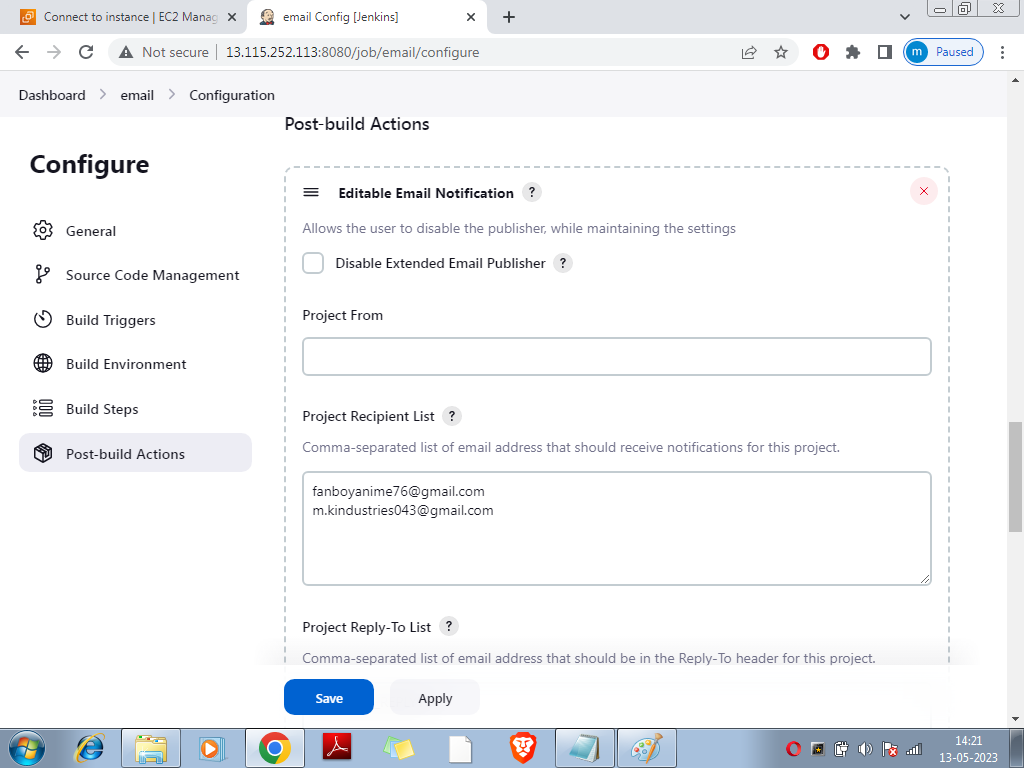 Connect to instance | EC2 Manag
email Config [Jenkins]
Not secure
13.115.252.113:8080/job/email/configure
m
Paused
Dashboard
email
Configuration
Post-build Actions
Configure
General
Source Code Management
Build Triggers
Build Environment
Build Steps
Post-build Actions
Editable Email Notification ?
Allows the user to disable the publisher, while maintaining the settings
Disable Extended Email Publisher ?
Project From
Project Recipient List ?
Comma-separated list of email address that should receive notifications for this project.
fanboyanime76@gmail.com
m.kindustries043@gmail.com
Project Reply-To List ?
Comma-separated list of email address that should be in the Reply-To header for this project.
Save
Apply
14:21
13-05-2023